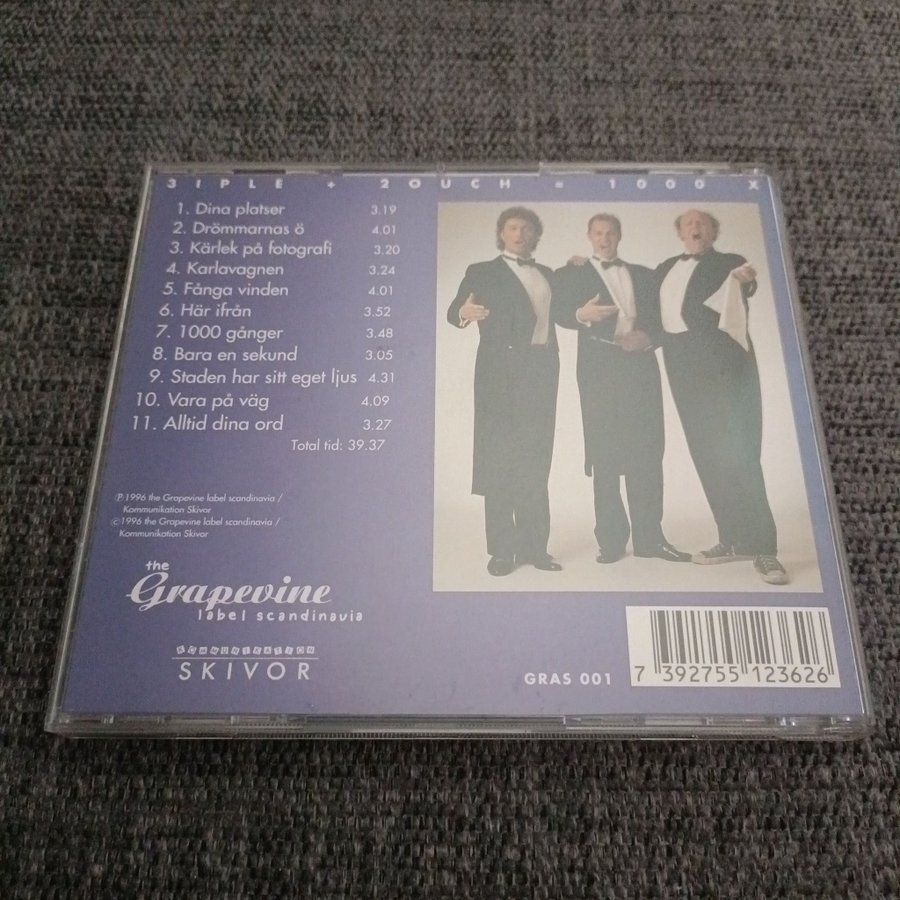 3IPLE + 2OUCH = 1000 X
1. Dina platser 3.19
2. Drömmarnas ö 4.01
3. Kärlek på fotografi 3.20
4. Karlavagnen 3.24
5. Fånga vinden 4.01
6. Här ifrån 3.52
7. 1000 gånger 3.48
8. Bara en sekund 3.05
9. Staden har sitt eget ljus 4.31
10. Vara på väg 4.09
11. Alltid dina ord 3.27
Total tid: 39.37
℗ 1996 the Grapevine label scandinavia /
Kommunikation Skivor
© 1996 the Grapevine label scandinavia /
Kommunikation Skivor
the
Grapevine
label scandinavia
KOMMUNIKATION
SKIVOR
GRAS 001
7 392755 123626